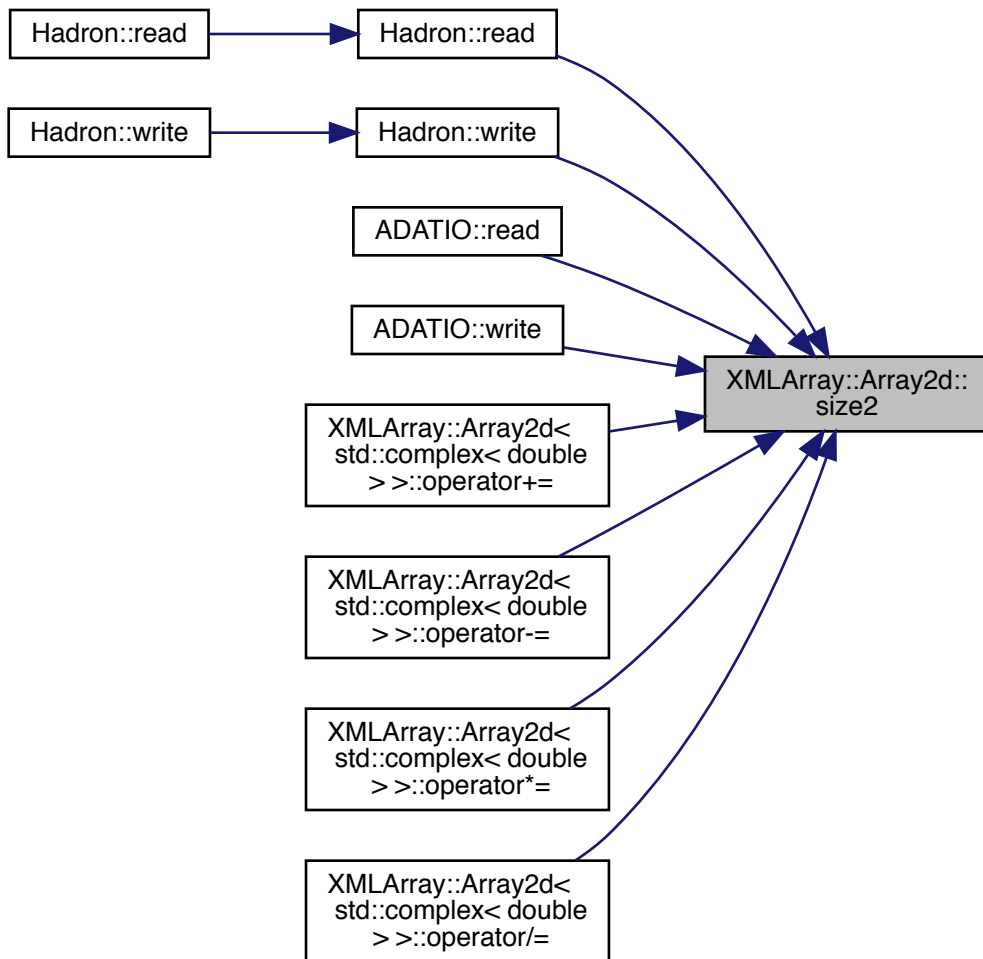 Hadron::read
Hadron::read
Hadron::write
Hadron::write
ADATIO::read
ADATIO::write
XMLArray::Array2d::
size2
XMLArray::Array2d<
std::complex< double
> >::operator+=
XMLArray::Array2d<
std::complex< double
> >::operator-=
XMLArray::Array2d<
std::complex< double
> >::operator*=
XMLArray::Array2d<
std::complex< double
> >::operator/=